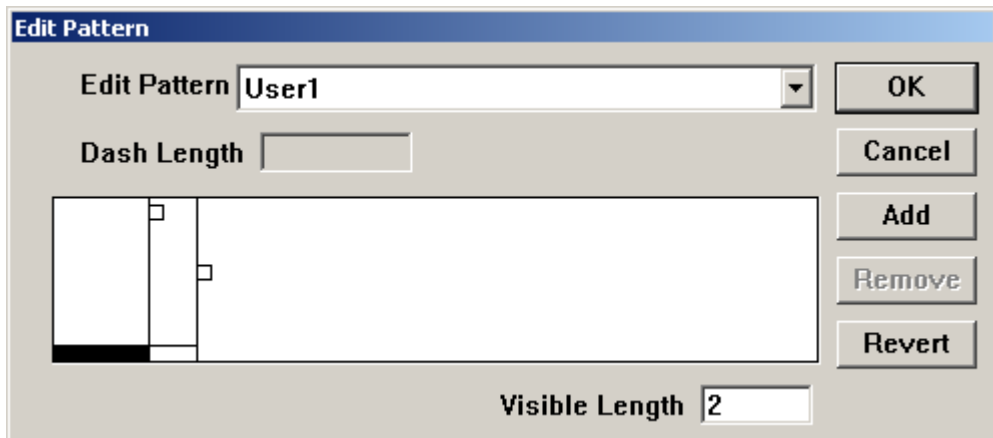 Edit Pattern
Edit Pattern User1 OK
Dash Length Cancel
Add
Remove
Revert
Visible Length 2